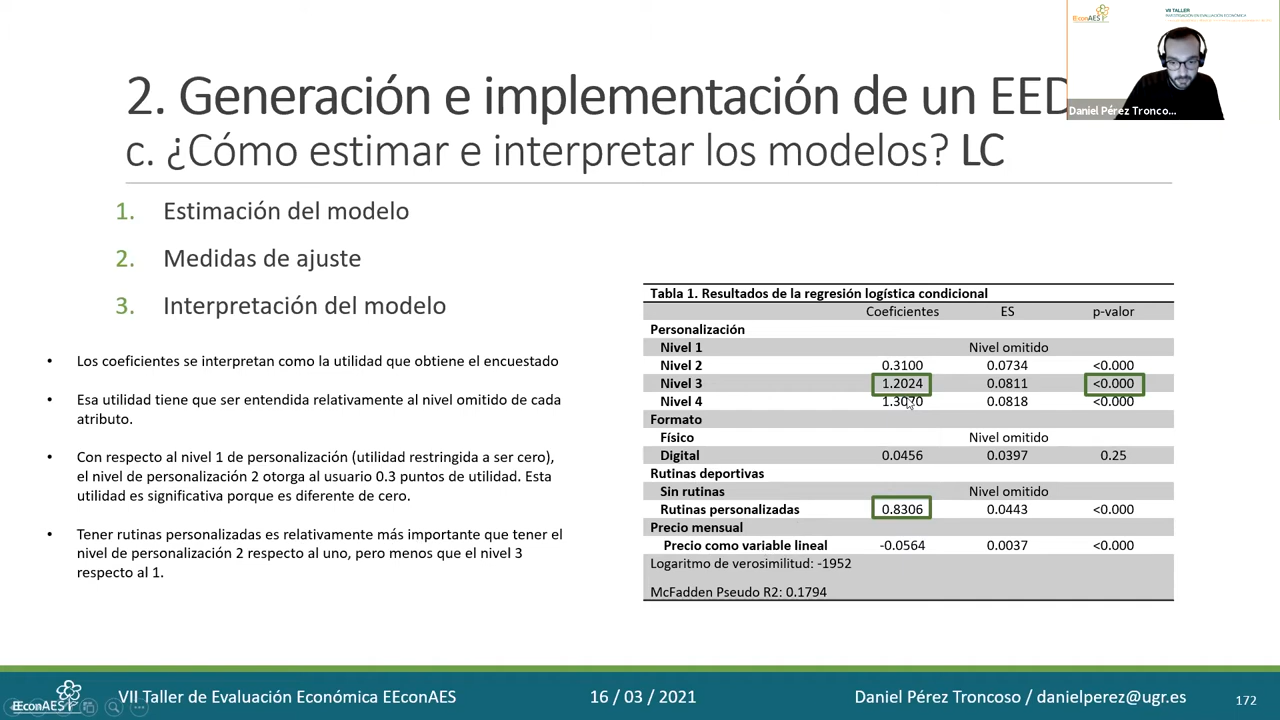 EEconAES
VII TALLER
INVESTIGACIÓN EN EVALUACIÓN ECONÓMICA
Daniel Pérez Tronco...
2. Generación e implementación de un EED
c. ¿Cómo estimar e interpretar los modelos? LC
1. Estimación del modelo
2. Medidas de ajuste
3. Interpretación del modelo
• Los coeficientes se interpretan como la utilidad que obtiene el encuestado
• Esa utilidad tiene que ser entendida relativamente al nivel omitido de cada
atributo.
• Con respecto al nivel 1 de personalización (utilidad restringida a ser cero),
el nivel de personalización 2 otorga al usuario 0.3 puntos de utilidad. Esta
utilidad es significativa porque es diferente de cero.
• Tener rutinas personalizadas es relativamente más importante que tener el
nivel de personalización 2 respecto al uno, pero menos que el nivel 3
respecto al 1.
Tabla 1. Resultados de la regresión logística condicional
Coeficientes ES p-valor
Personalización
Nivel 1 Nivel omitido
Nivel 2 0.3100 0.0734 <0.000
Nivel 3 1.2024 0.0811 <0.000
Nivel 4 1.3070 0.0818 <0.000
Formato
Físico Nivel omitido
Digital 0.0456 0.0397 0.25
Rutinas deportivas
Sin rutinas Nivel omitido
Rutinas personalizadas 0.8306 0.0443 <0.000
Precio mensual
Precio como variable lineal -0.0564 0.0037 <0.000
Logaritmo de verosimilitud: -1952
McFadden Pseudo R2: 0.1794
EEconAES VII Taller de Evaluación Económica EEconAES 16 / 03 / 2021 Daniel Pérez Troncoso / danielperez@ugr.es 172